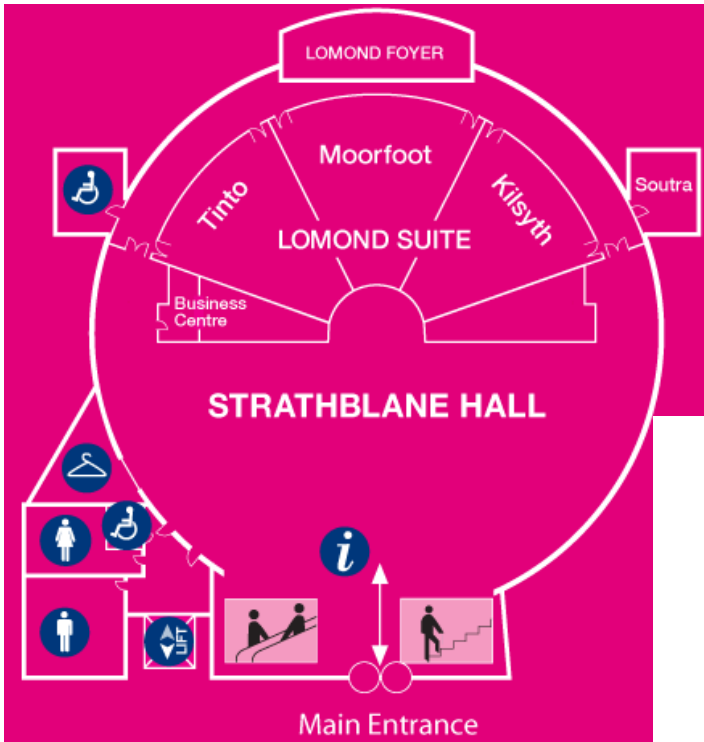 LOMOND FOYER
Moorfoot
Tinto
Kilsyth
Soutra
LOMOND SUITE
Business
Centre
STRATHBLANE HALL
i
LIFT
Main Entrance